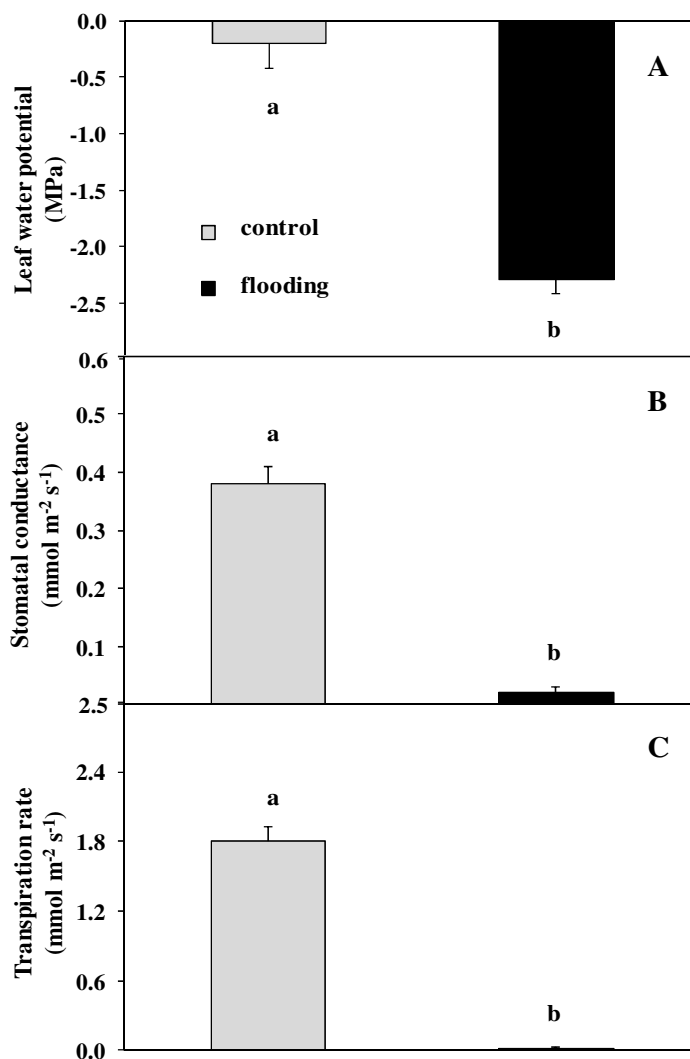 0.0
-0.5
-1.0
-1.5
-2.0
-2.5
Leaf water potential
(MPa)
A
a
b
control
flooding
0.6
0.5
0.4
0.3
0.2
0.1
Stomatal conductance
(mmol m⁻² s⁻¹)
B
a
b
2.5
2.4
1.8
1.2
0.6
0.0
Transpiration rate
(mmol m⁻² s⁻¹)
C
a
b